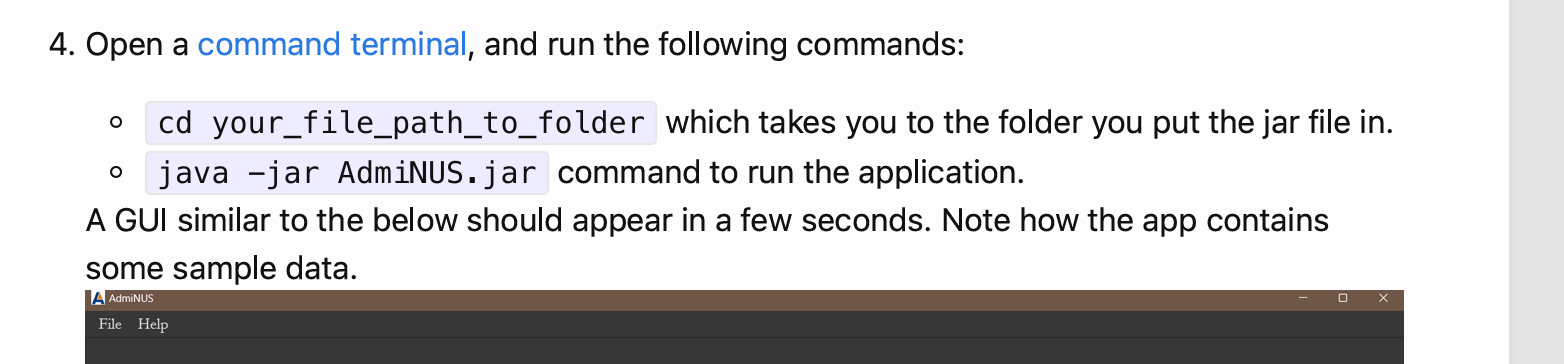 4. Open a command terminal, and run the following commands:
cd your_file_path_to_folder which takes you to the folder you put the jar file in.
java -jar AdmiNUS.jar command to run the application.
A GUI similar to the below should appear in a few seconds. Note how the app contains
some sample data.
AdmiNUS
File Help